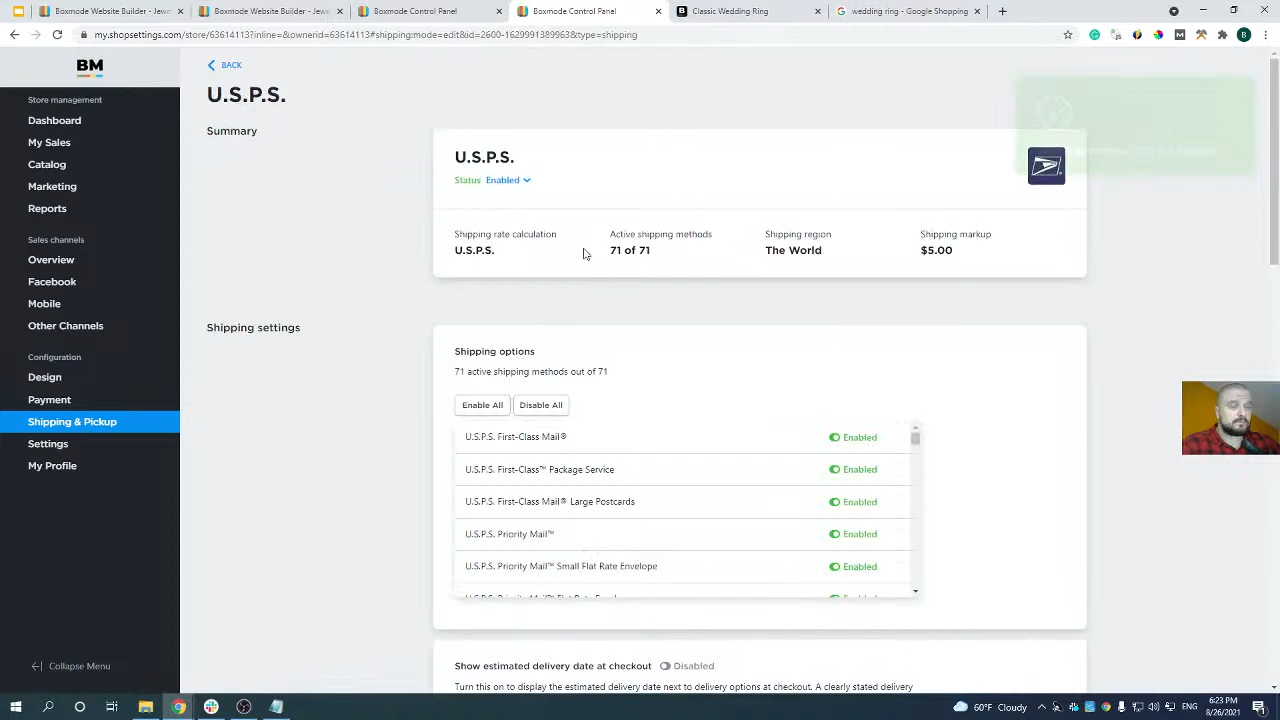 Boxmode Website Builder - Jewe
Boxmode Website Builder - Jewe
Boxmode Control Panel
Boxmode Control Panel
Classic Wedding Ring
wedding ring - Google Shopping
my.shopsettings.com/store/63614113?inline=&ownerid=63614113#shipping:mode=edit&id=2600-1629991389963&type=shipping
B
BM
Store management
Dashboard
My Sales
Catalog
Marketing
Reports
Sales channels
Overview
Facebook
Mobile
Other Channels
Configuration
Design
Payment
Shipping & Pickup
Settings
My Profile
Collapse Menu
BACK
U.S.P.S.
Summary
U.S.P.S.
Status Enabled
Shipping rate calculation
U.S.P.S.
Active shipping methods
71 of 71
Shipping region
The World
Shipping markup
$5.00
Shipping settings
Shipping options
71 active shipping methods out of 71
Enable All
Disable All
U.S.P.S. First-Class Mail® Enabled
U.S.P.S. First-Class™ Package Service Enabled
U.S.P.S. First-Class Mail® Large Postcards Enabled
U.S.P.S. Priority Mail™ Enabled
U.S.P.S. Priority Mail™ Small Flat Rate Envelope Enabled
Show estimated delivery date at checkout Disabled
Turn this on to display the estimated delivery date next to delivery options at checkout. A clearly stated delivery
70°F Cloudy
ENG
6:23 PM
8/26/2021